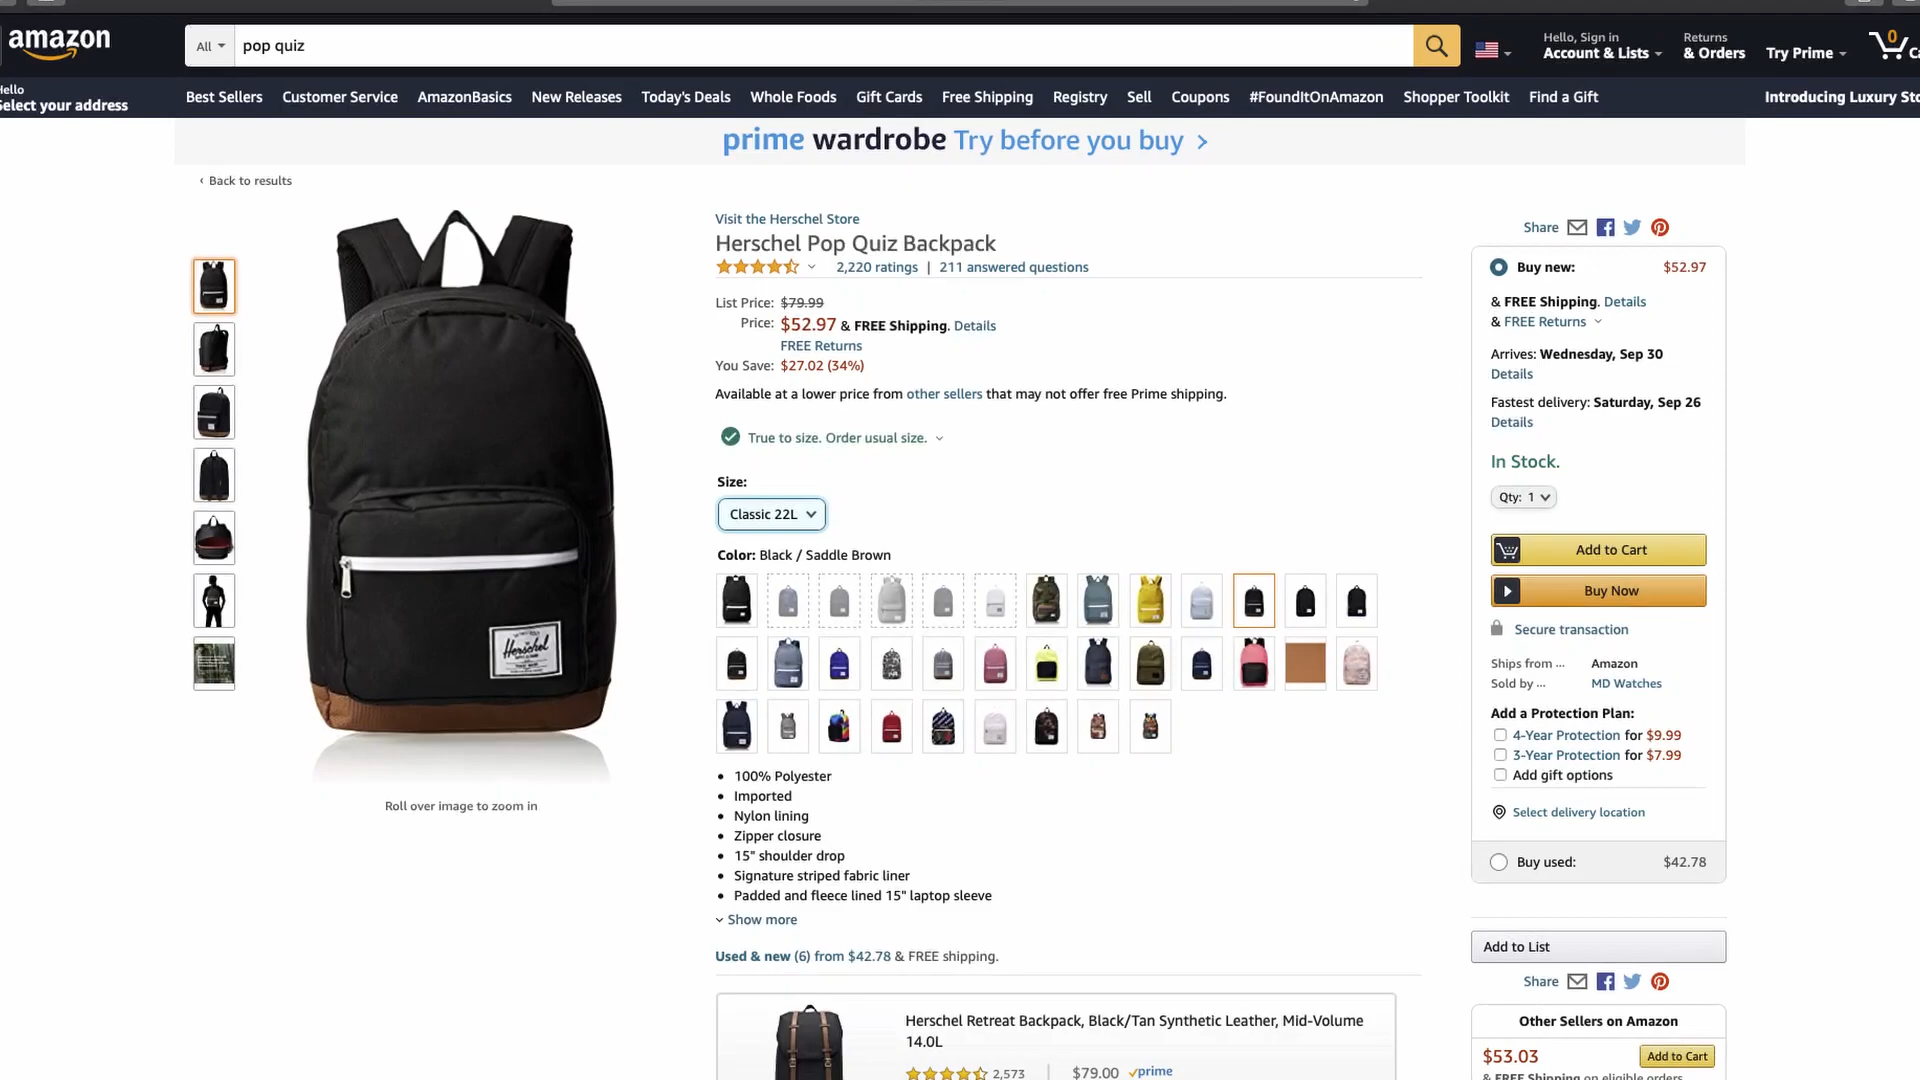 amazon
All
pop quiz
Hello, Sign in
Account & Lists
Returns
& Orders
Try Prime
0
Hello
Select your address
Best Sellers
Customer Service
AmazonBasics
New Releases
Today's Deals
Whole Foods
Gift Cards
Free Shipping
Registry
Sell
Coupons
#FoundItOnAmazon
Shopper Toolkit
Find a Gift
Introducing Luxury
prime wardrobe Try before you buy
Back to results
Visit the Herschel Store
Herschel Pop Quiz Backpack
2,220 ratings | 211 answered questions
List Price: $79.99
Price: $52.97 & FREE Shipping. Details
FREE Returns
You Save: $27.02 (34%)
Available at a lower price from other sellers that may not offer free Prime shipping.
True to size. Order usual size.
Size:
Classic 22L
Color: Black / Saddle Brown
Herschel
100% Polyester
Imported
Nylon lining
Zipper closure
15" shoulder drop
Signature striped fabric liner
Padded and fleece lined 15" laptop sleeve
Show more
Roll over image to zoom in
Used & new (6) from $42.78 & FREE shipping.
Herschel Retreat Backpack, Black/Tan Synthetic Leather, Mid-Volume
14.0L
2,573 | $79.00 prime
Share
Buy new: $52.97
& FREE Shipping. Details
& FREE Returns
Arrives: Wednesday, Sep 30
Details
Fastest delivery: Saturday, Sep 26
Details
In Stock.
Qty: 1
Add to Cart
Buy Now
Secure transaction
Ships from ... Amazon
Sold by ... MD Watches
Add a Protection Plan:
4-Year Protection for $9.99
3-Year Protection for $7.99
Add gift options
Select delivery location
Buy used: $42.78
Add to List
Share
Other Sellers on Amazon
$53.03
Add to Cart
& FREE Shipping on eligible orders